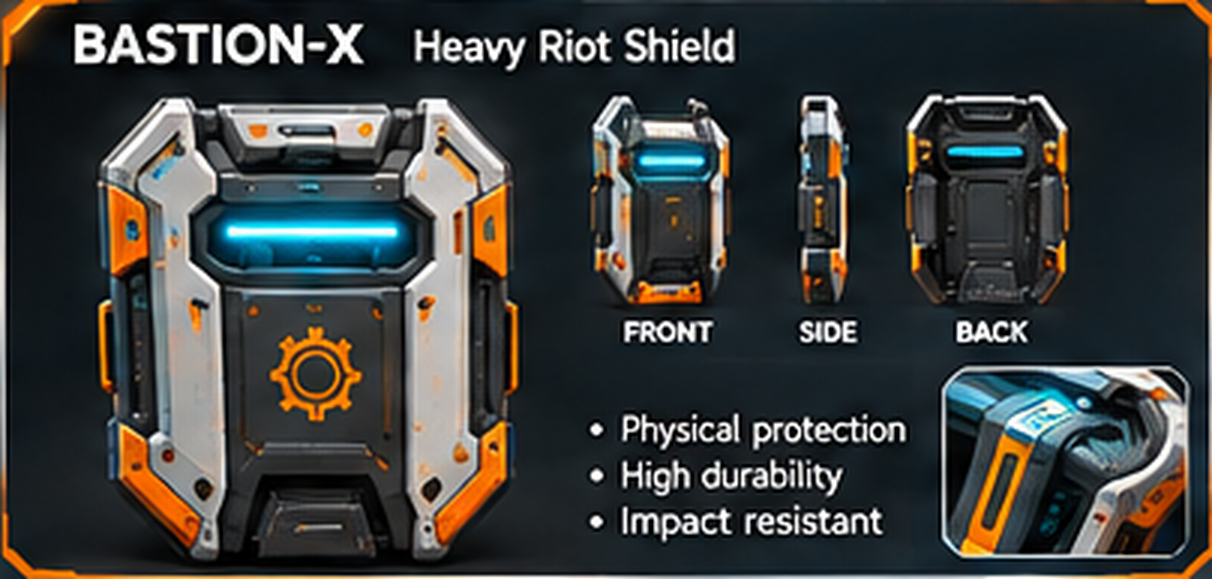 BASTION-X Heavy Riot Shield
FRONT SIDE BACK
• Physical protection
• High durability
• Impact resistant